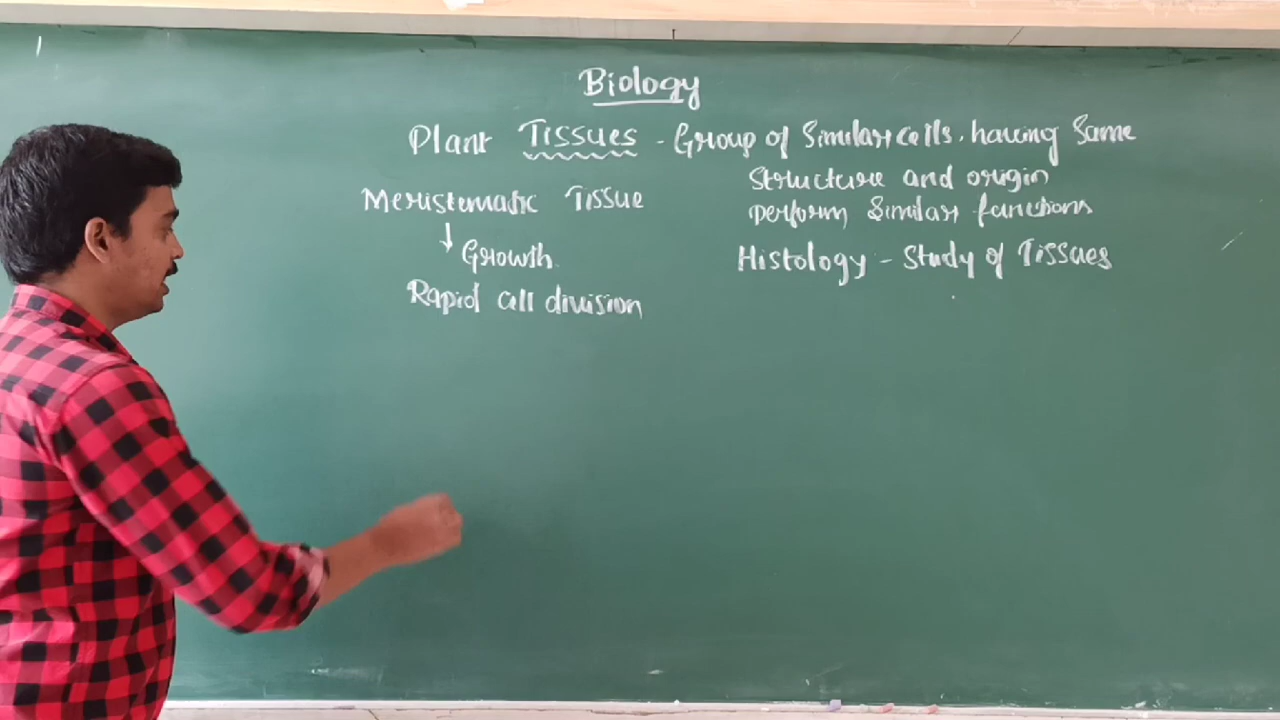 Biology
Plant Tissues - Group of Similar cells, having Same
Structure and origin
perform Similar functions
Histology - Study of Tissues
Meristematic Tissue
↓ Growth
Rapid cell division